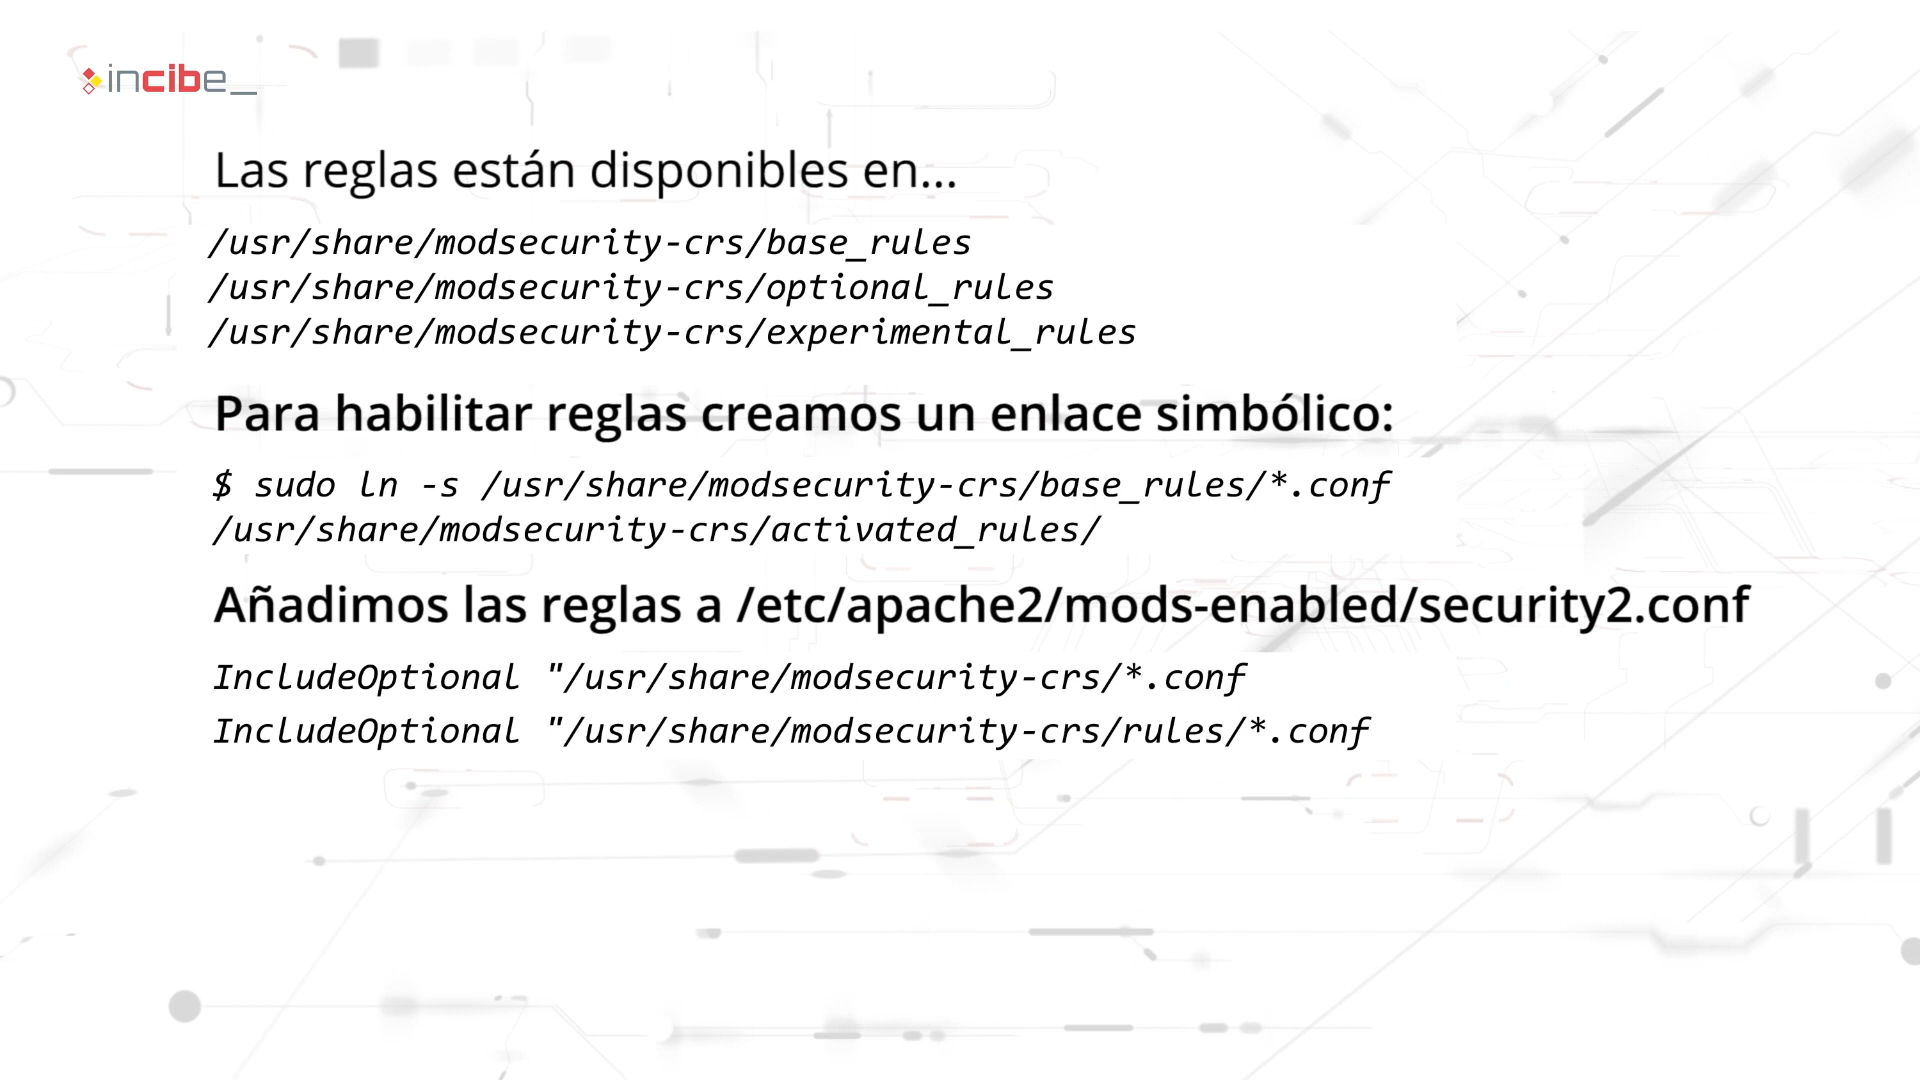 incibe_
Las reglas están disponibles en...
/usr/share/modsecurity-crs/base_rules
/usr/share/modsecurity-crs/optional_rules
/usr/share/modsecurity-crs/experimental_rules
Para habilitar reglas creamos un enlace simbólico:
$ sudo ln -s /usr/share/modsecurity-crs/base_rules/*.conf
/usr/share/modsecurity-crs/activated_rules/
Añadimos las reglas a /etc/apache2/mods-enabled/security2.conf
IncludeOptional "/usr/share/modsecurity-crs/*.conf
IncludeOptional "/usr/share/modsecurity-crs/rules/*.conf